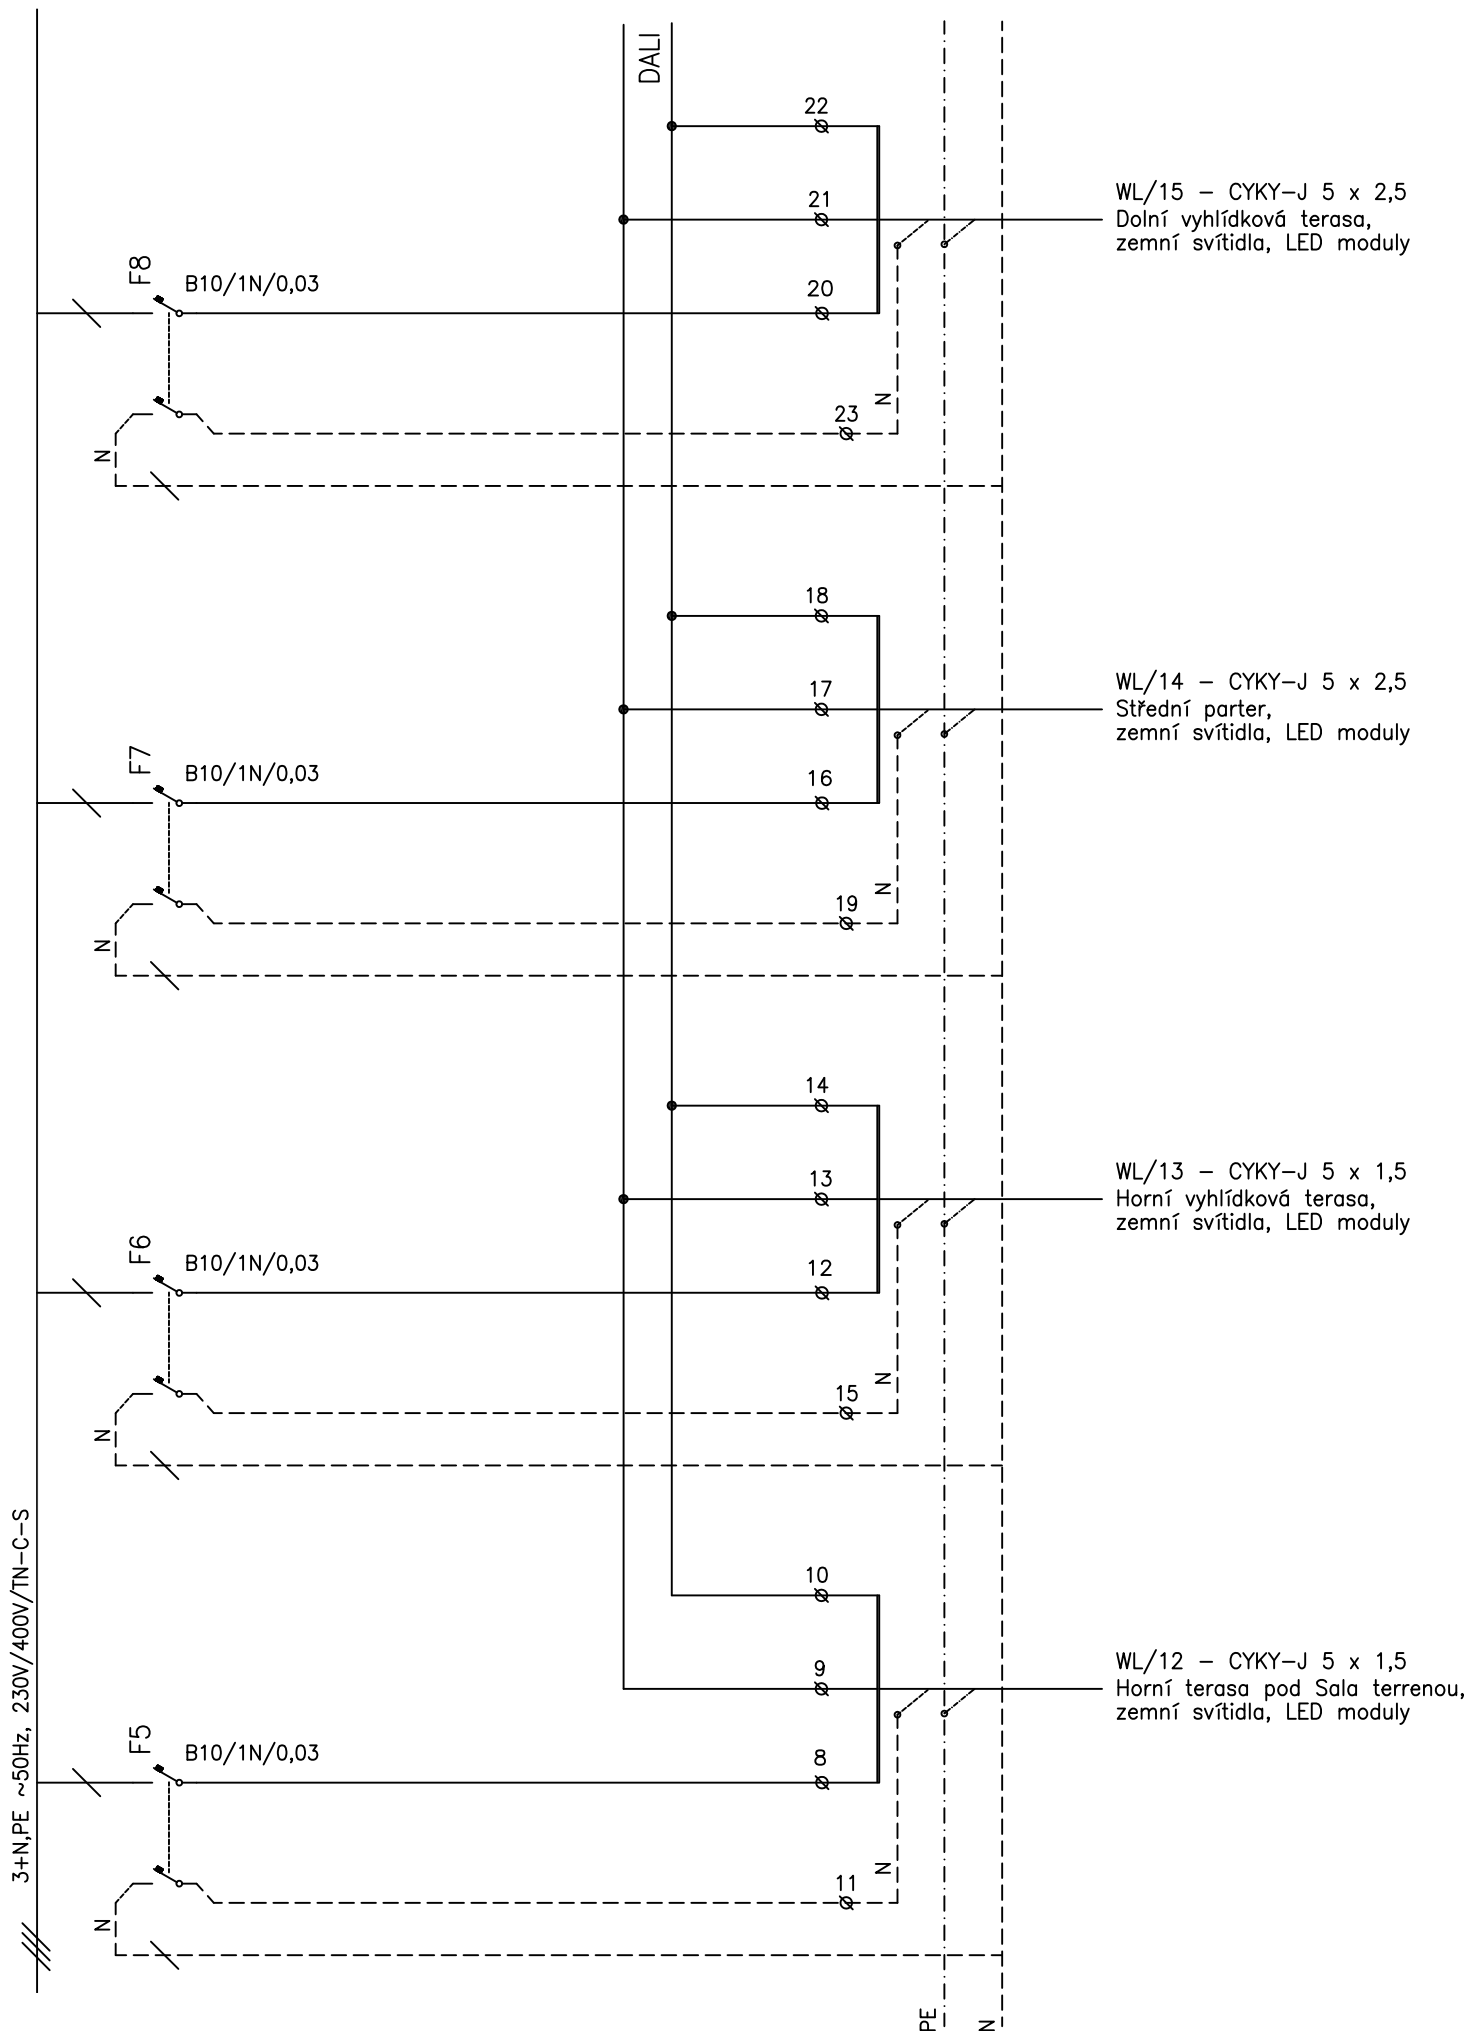 DALI
22
21
20
F8
B10/1N/0,03
WL/15 – CYKY–J 5 x 2,5
Dolní vyhlídková terasa,
zemní svítidla, LED moduly
23
N
N
18
17
16
F7
B10/1N/0,03
WL/14 – CYKY–J 5 x 2,5
Střední parter,
zemní svítidla, LED moduly
19
N
N
14
13
12
F6
B10/1N/0,03
WL/13 – CYKY–J 5 x 1,5
Horní vyhlídková terasa,
zemní svítidla, LED moduly
15
N
N
3+N,PE ~50Hz, 230V/400V/TN–C–S
10
9
8
F5
B10/1N/0,03
WL/12 – CYKY–J 5 x 1,5
Horní terasa pod Sala terrenou,
zemní svítidla, LED moduly
11
N
N
PE
N